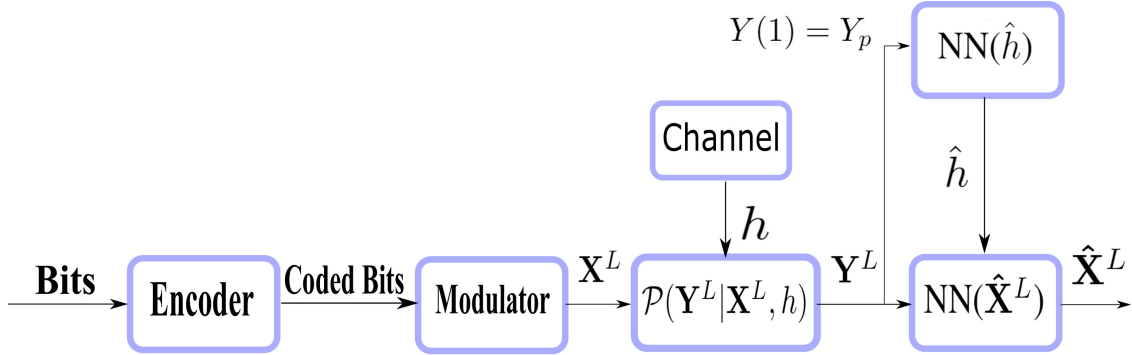 Y(1) = Y_p
NN(ĥ)
Channel
ĥ
h
Bits
Encoder
Coded Bits
Modulator
X^L
𝒫(Y^L|X^L, h)
Y^L
NN(X̂^L)
X̂^L